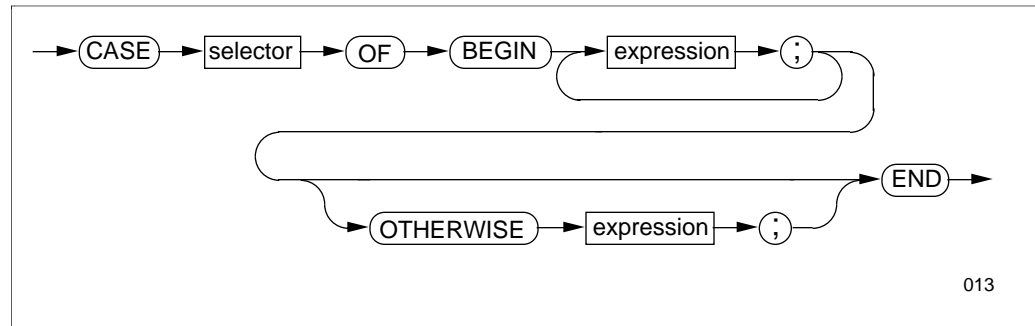 CASE selector OF BEGIN expression ;
OTHERWISE expression ; END
013